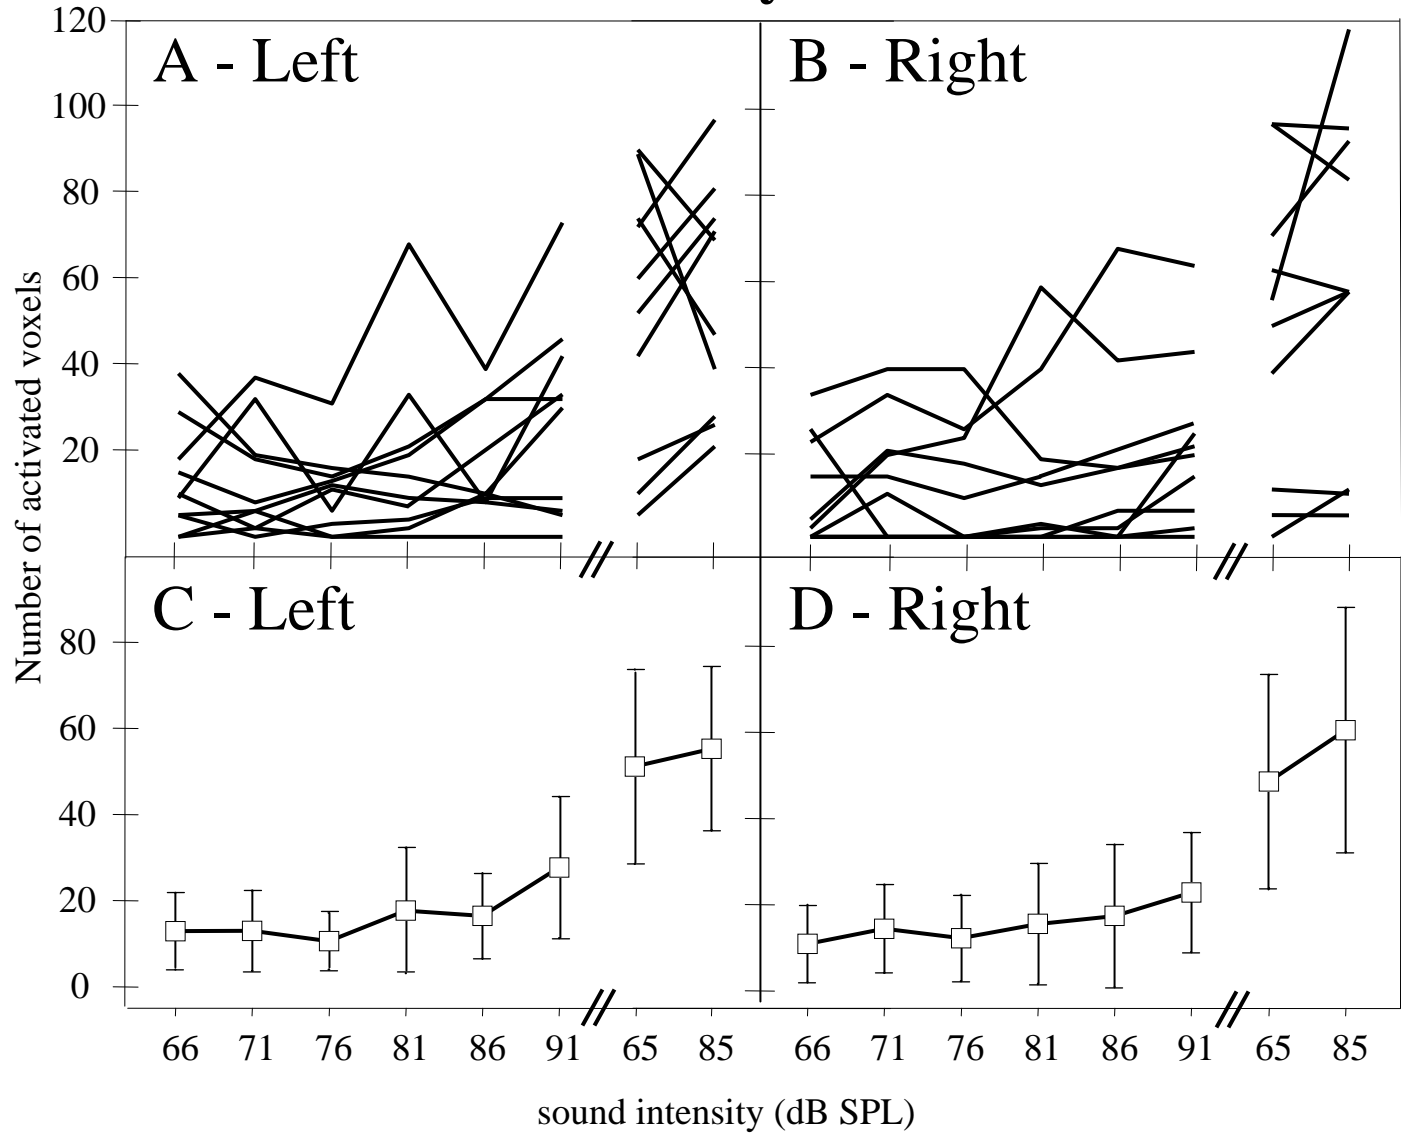 120
A - Left
B - Right
100
80
60
40
20
Number of activated voxels
C - Left
D - Right
80
60
40
20
0
66 71 76 81 86 91 65 85 66 71 76 81 86 91 65 85
sound intensity (dB SPL)